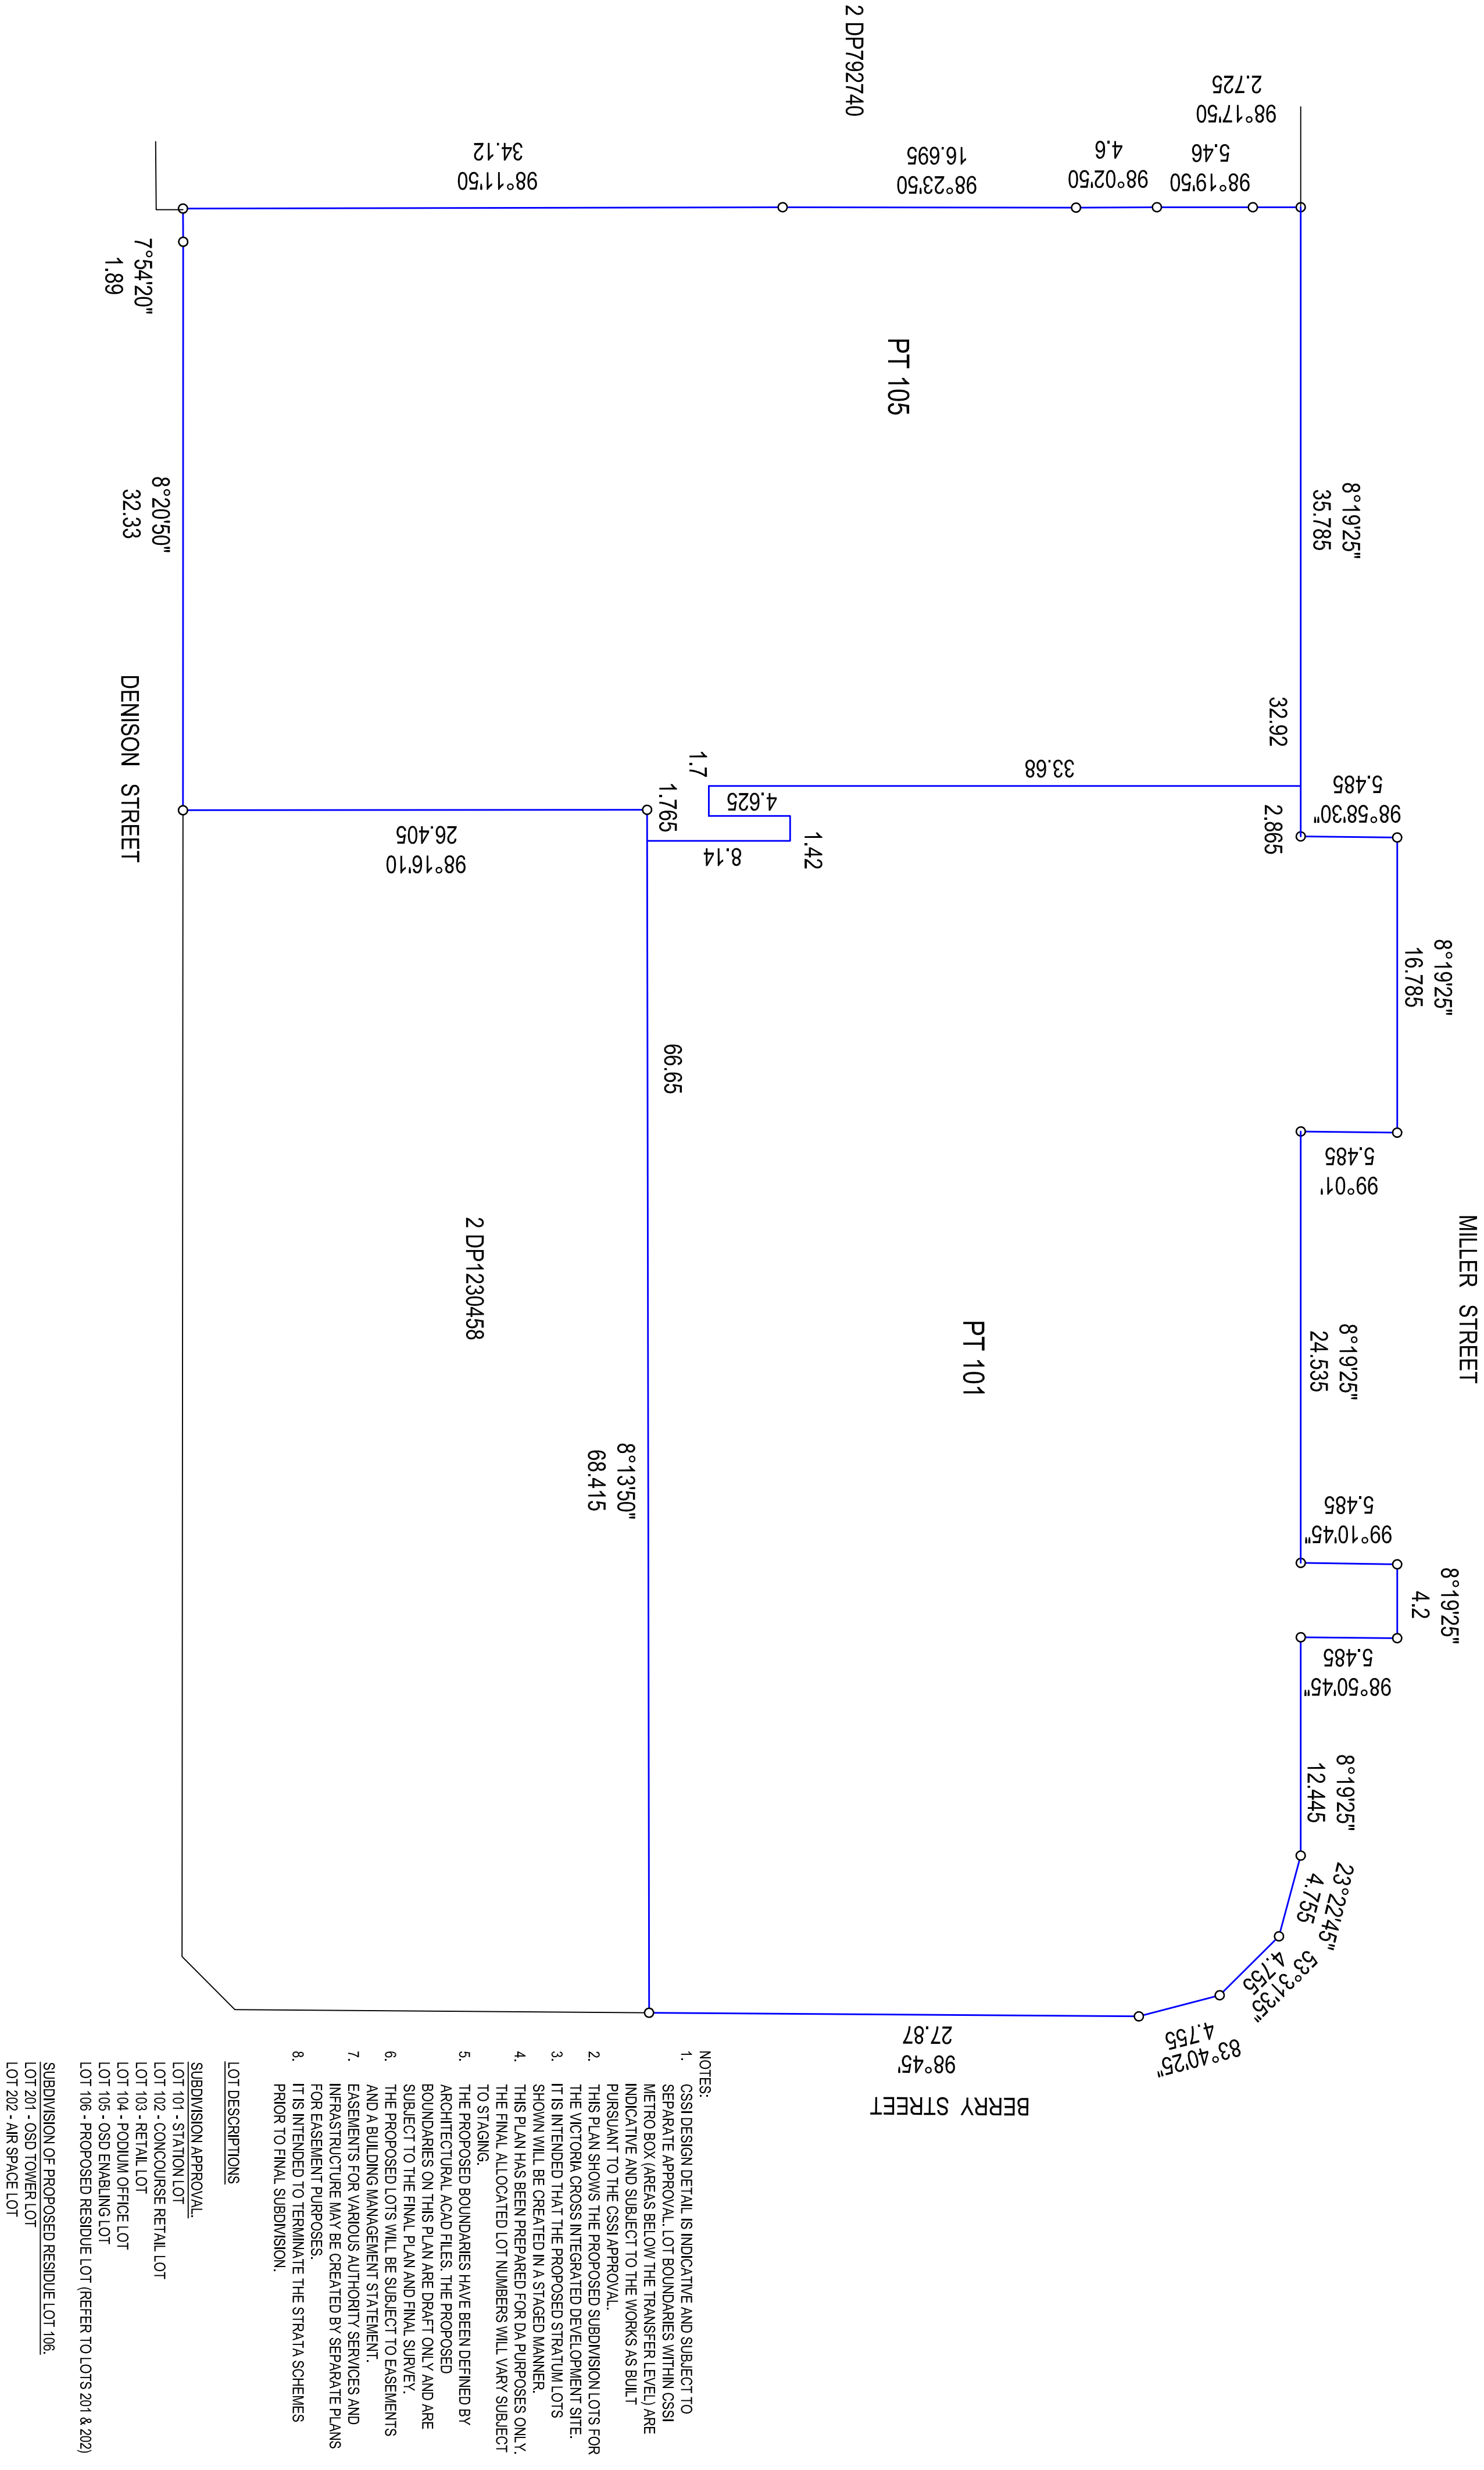 MILLER STREET
8°19'25"
35.785
32.92
2.865
98°58'30"
5.485
8°19'25"
16.785
99°01'
5.485
8°19'25"
24.535
99°10'45"
5.485
8°19'25"
4.2
98°50'45"
5.485
8°19'25"
12.445
23°22'45"
4.755
53°31'35"
4.755
83°40'25"
4.755
98°45'
27.87
BERRY STREET
98°17'50
2.725
98°19'50
5.46
98°02'50
4.6
98°23'50
16.695
98°11'50
34.12
2 DP792740
PT 105
33.68
1.7
4.625
1.42
8.14
1.765
66.65
PT 101
8°13'50"
68.415
98°16'10
26.405
2 DP1230458
7°54'20"
1.89
8°20'50"
32.33
DENISON STREET
NOTES:
1. CSSI DESIGN DETAIL IS INDICATIVE AND SUBJECT TO
SEPARATE APPROVAL. LOT BOUNDARIES WITHIN CSSI
METRO BOX (AREAS BELOW THE TRANSFER LEVEL) ARE
INDICATIVE AND SUBJECT TO THE WORKS AS BUILT
PURSUANT TO THE CSSI APPROVAL.
2. THIS PLAN SHOWS THE PROPOSED SUBDIVISION LOTS FOR
THE VICTORIA CROSS INTEGRATED DEVELOPMENT SITE.
3. IT IS INTENDED THAT THE PROPOSED STRATUM LOTS
SHOWN WILL BE CREATED IN A STAGED MANNER.
4. THIS PLAN HAS BEEN PREPARED FOR DA PURPOSES ONLY.
THE FINAL ALLOCATED LOT NUMBERS WILL VARY SUBJECT
TO STAGING.
5. THE PROPOSED BOUNDARIES HAVE BEEN DEFINED BY
ARCHITECTURAL ACAD FILES. THE PROPOSED
BOUNDARIES ON THIS PLAN ARE DRAFT ONLY AND ARE
SUBJECT TO THE FINAL PLAN AND FINAL SURVEY.
6. THE PROPOSED LOTS WILL BE SUBJECT TO EASEMENTS
AND A BUILDING MANAGEMENT STATEMENT.
7. EASEMENTS FOR VARIOUS AUTHORITY SERVICES AND
INFRASTRUCTURE MAY BE CREATED BY SEPARATE PLANS
FOR EASEMENT PURPOSES.
8. IT IS INTENDED TO TERMINATE THE STRATA SCHEMES
PRIOR TO FINAL SUBDIVISION.
LOT DESCRIPTIONS
SUBDIVISION APPROVAL.
LOT 101 - STATION LOT
LOT 102 - CONCOURSE RETAIL LOT
LOT 103 - RETAIL LOT
LOT 104 - PODIUM OFFICE LOT
LOT 105 - OSD ENABLING LOT
LOT 106 - PROPOSED RESIDUE LOT (REFER TO LOTS 201 & 202)
SUBDIVISION OF PROPOSED RESIDUE LOT 106.
LOT 201 - OSD TOWER LOT
LOT 202 - AIR SPACE LOT